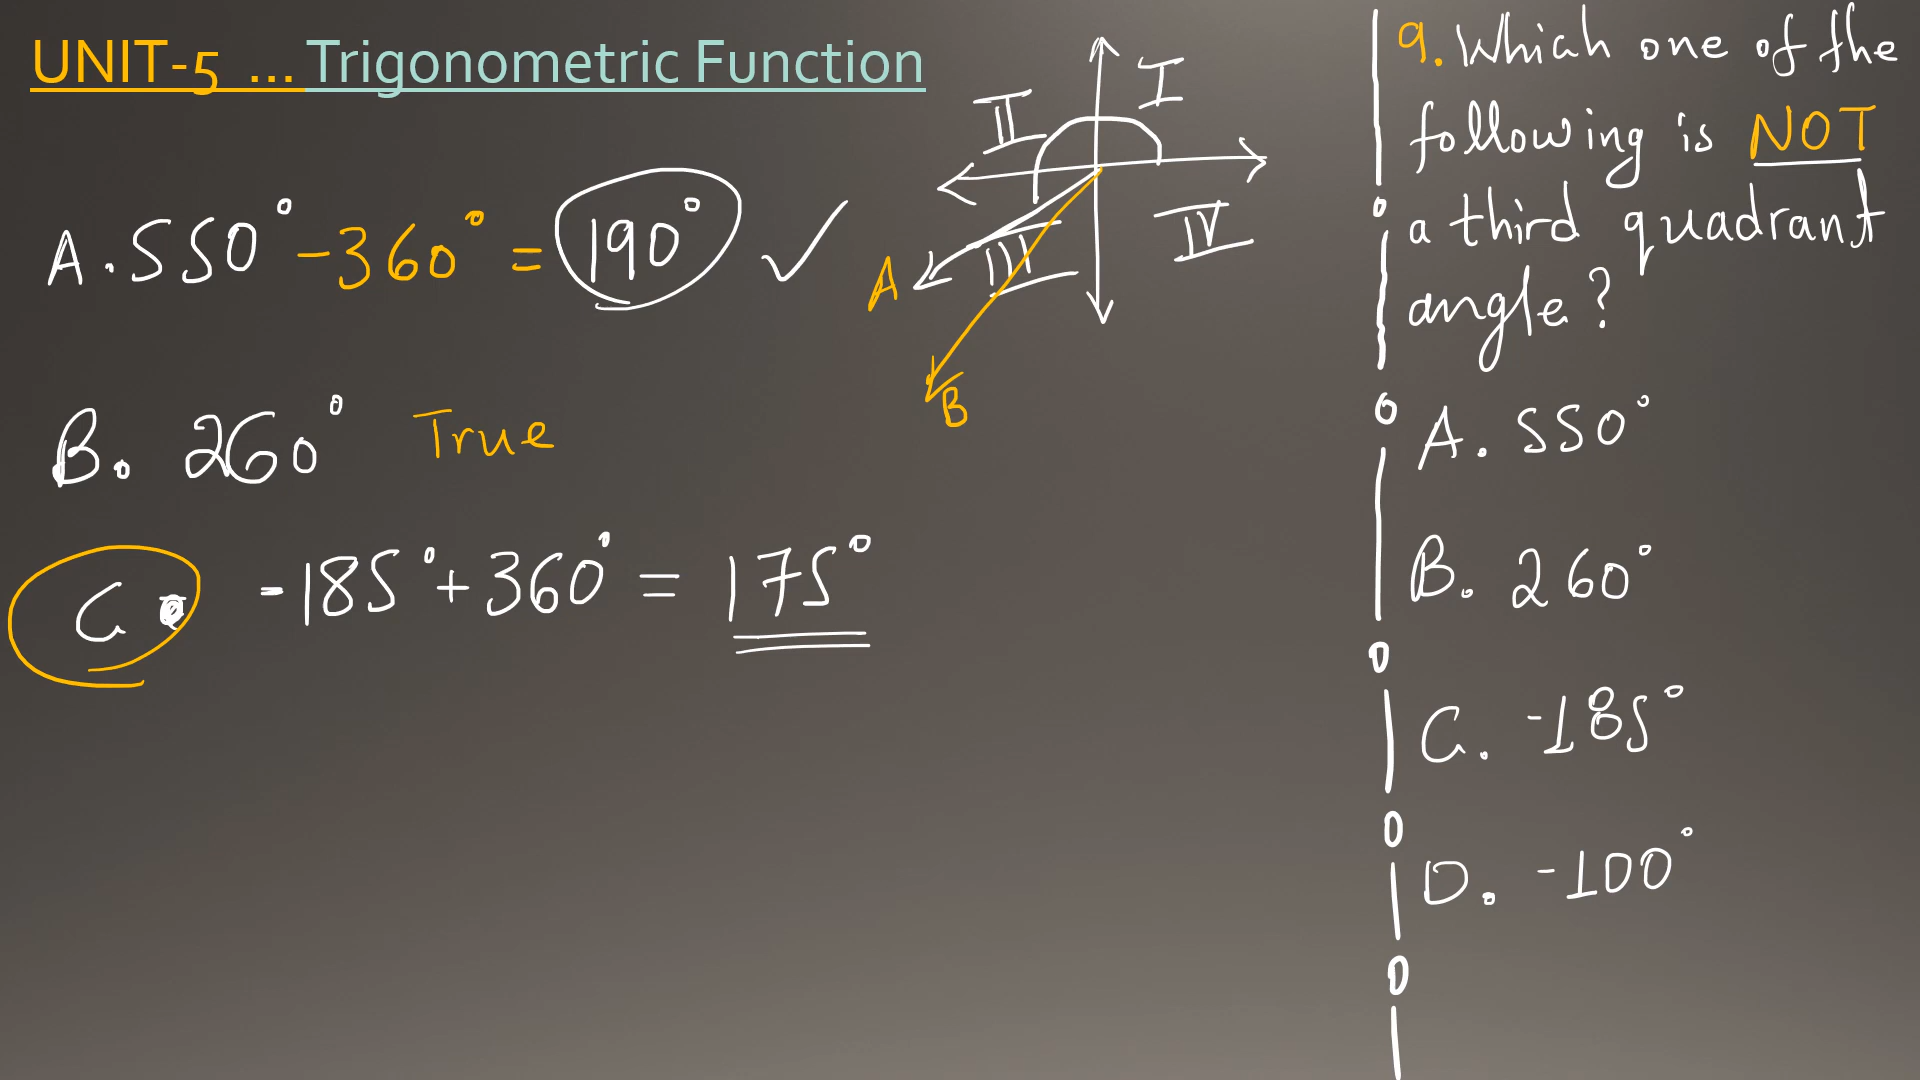 UNIT-5 ... Trigonometric Function
A. 550° - 360° = 190° ✓
B. 260° True
C. -185° + 360° = 175°
I
II
III
IV
A
B
9. Which one of the
following is NOT
a third quadrant
angle?
A. 550°
B. 260°
C. -185°
D. -100°